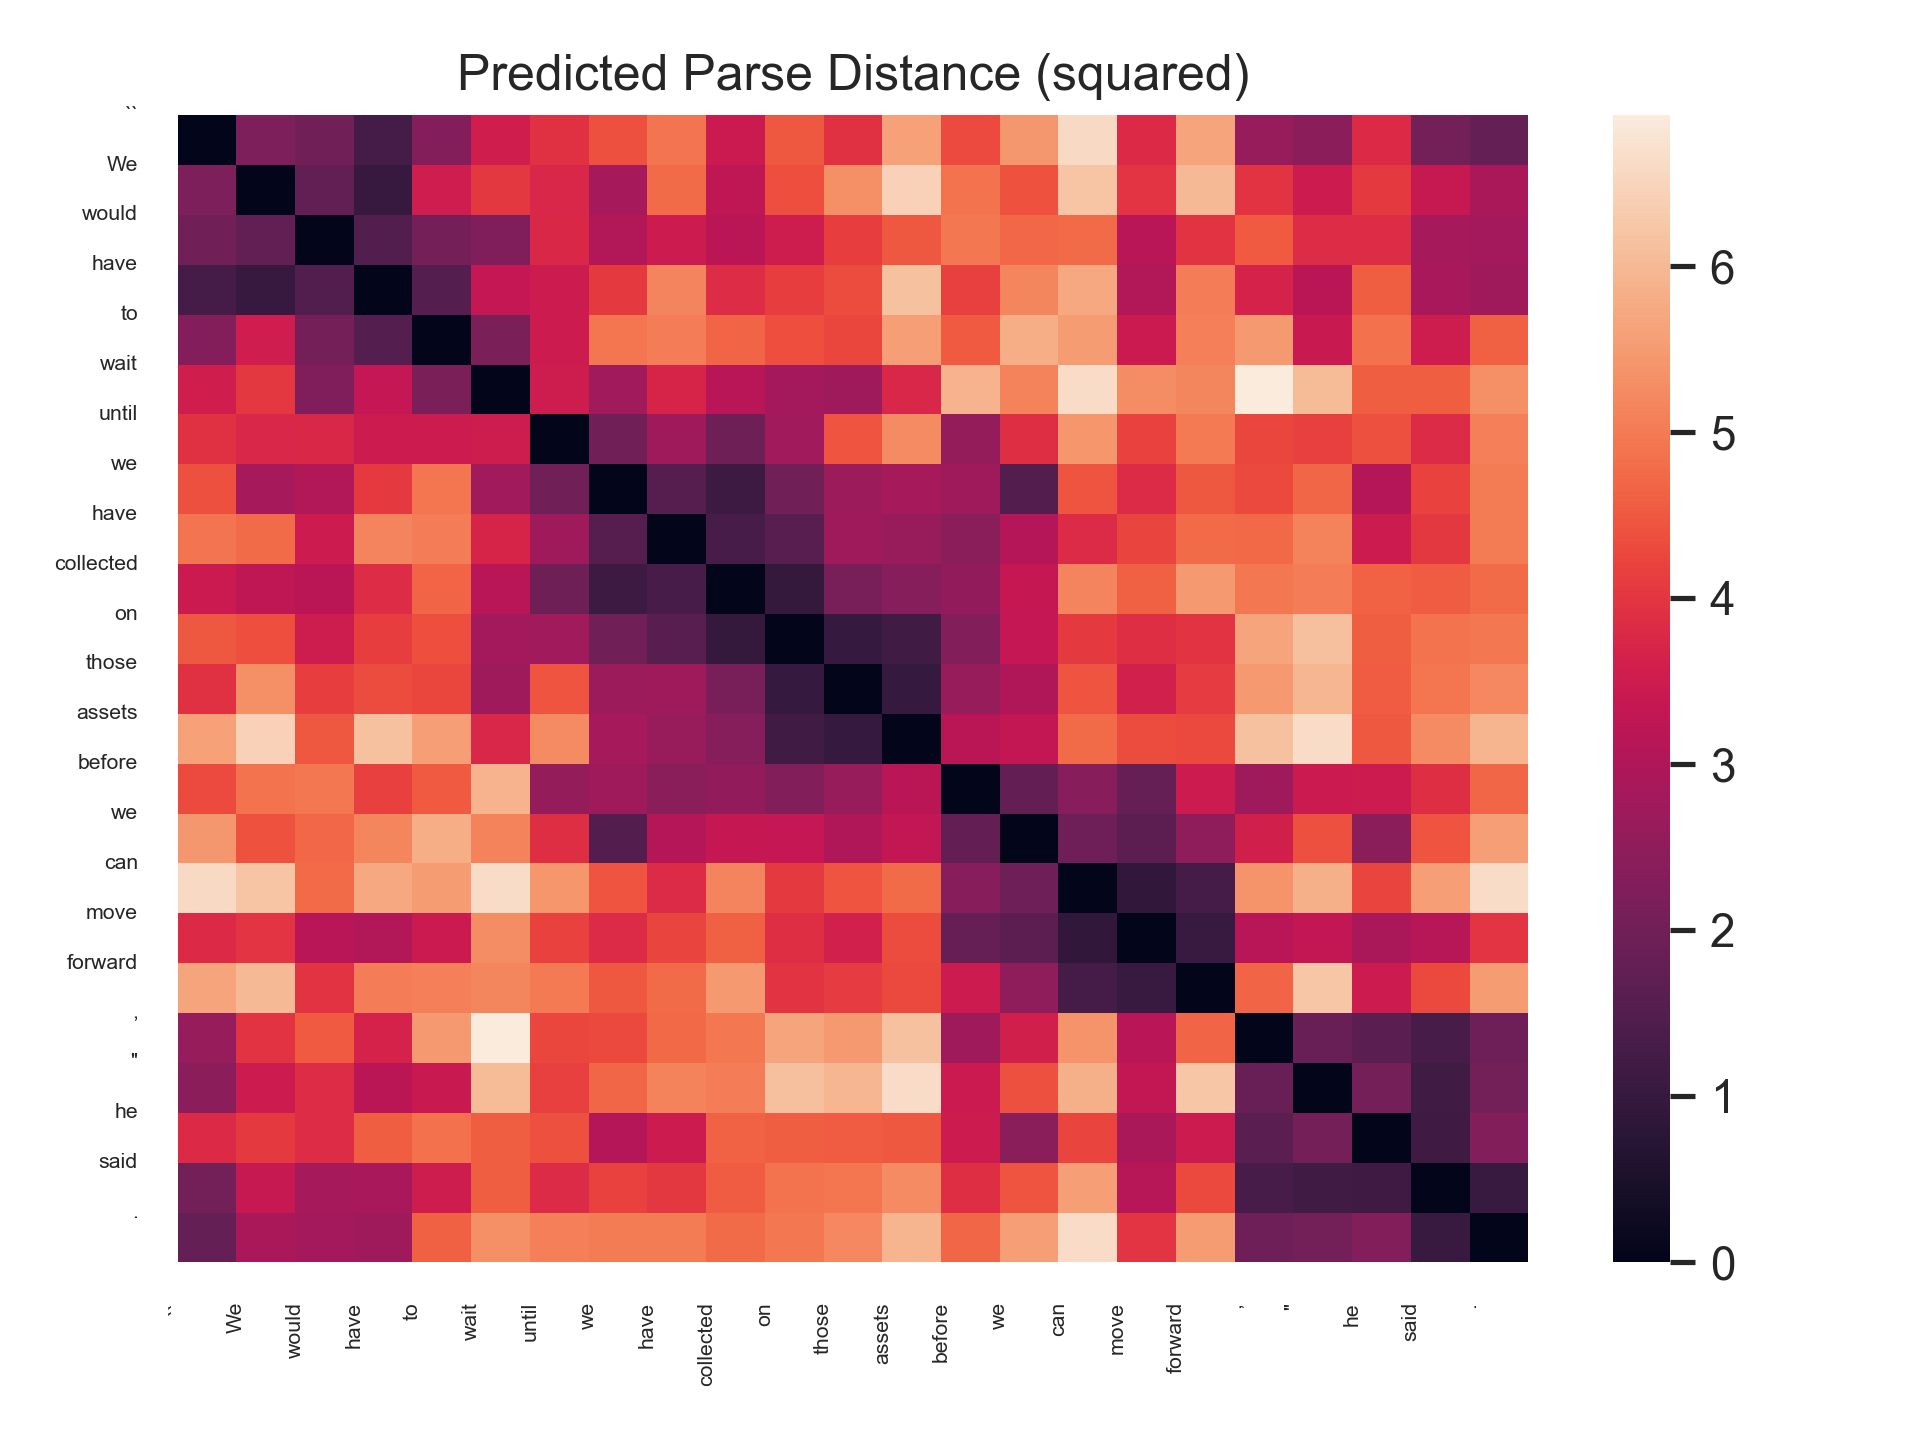 Predicted Parse Distance (squared)
``
We
would
have
to
wait
until
we
have
collected
on
those
assets
before
we
can
move
forward
,
''
he
said
.
6
5
4
3
2
1
0
`` We would have to wait until we have collected on those assets before we can move forward , '' he said .